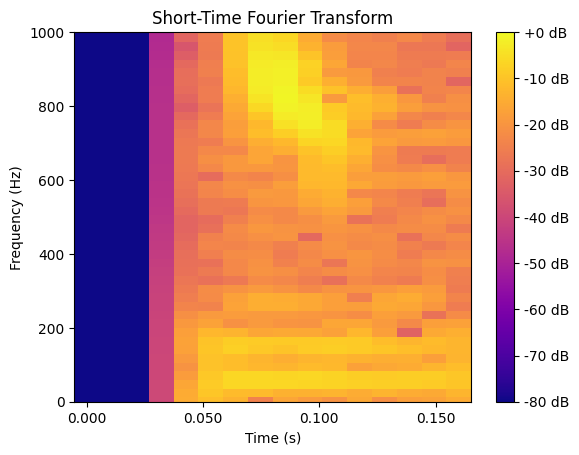 Short-Time Fourier Transform
Frequency (Hz)
1000
800
600
400
200
0
0.000
0.050
0.100
0.150
Time (s)
+0 dB
-10 dB
-20 dB
-30 dB
-40 dB
-50 dB
-60 dB
-70 dB
-80 dB